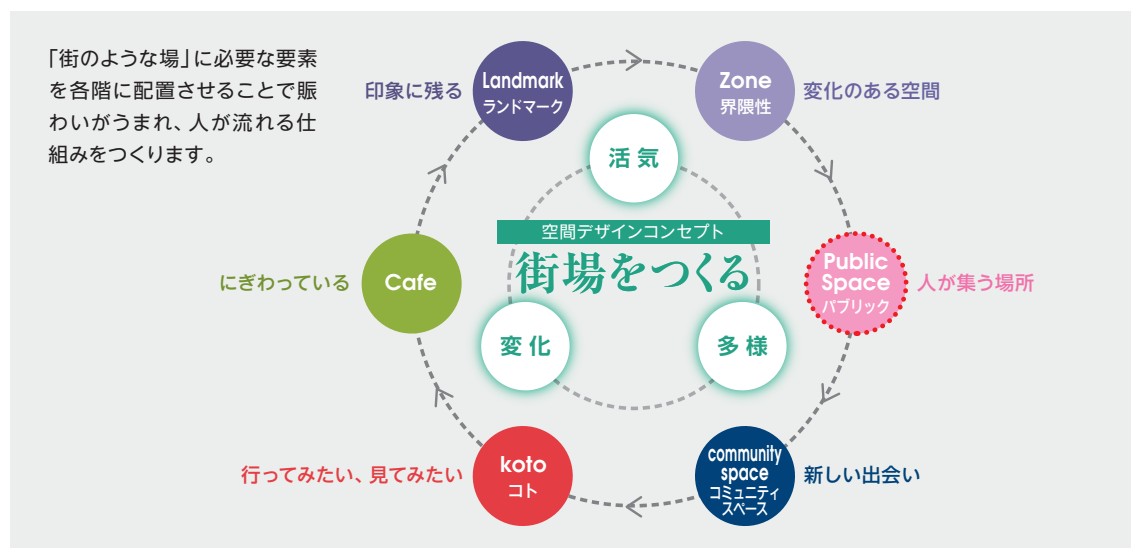 「街のような場」に必要な要素
を各階に配置させることで賑
わいがうまれ、人が流れる仕
組みをつくります。
印象に残る
Landmark
ランドマーク
Zone
界隈性
変化のある空間
活気
空間デザインコンセプト
街場をつくる
にぎわっている
Cafe
Public
Space
パブリック
人が集う場所
変化
多様
行ってみたい、見てみたい
koto
コト
community
space
コミュニティ
スペース
新しい出会い